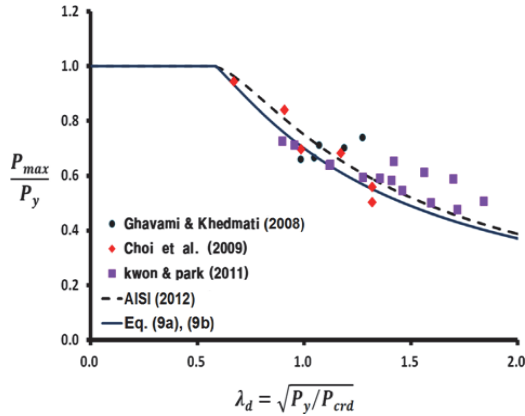 1.2
1.0
0.8
0.6
0.4
0.2
0.0
P_max
P_y
Ghavami & Khedmati (2008)
Choi et al. (2009)
kwon & park (2011)
AISI (2012)
Eq. (9a), (9b)
0.0 0.5 1.0 1.5 2.0
λ_d = √P_y/P_crd